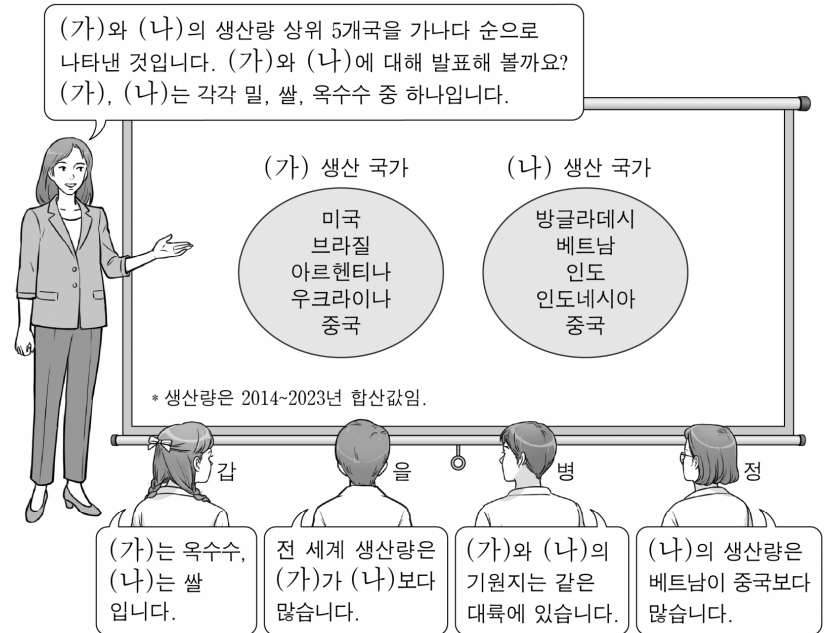 (가)와 (나)의 생산량 상위 5개국을 가나다 순으로
나타낸 것입니다. (가)와 (나)에 대해 발표해 볼까요?
(가), (나)는 각각 밀, 쌀, 옥수수 중 하나입니다.
(가) 생산 국가
미국
브라질
아르헨티나
우크라이나
중국
(나) 생산 국가
방글라데시
베트남
인도
인도네시아
중국
* 생산량은 2014~2023년 합산값임.
갑
(가)는 옥수수,
(나)는 쌀
입니다.
을
전 세계 생산량은
(가)가 (나)보다
많습니다.
병
(가)와 (나)의
기원지는 같은
대륙에 있습니다.
정
(나)의 생산량은
베트남이 중국보다
많습니다.